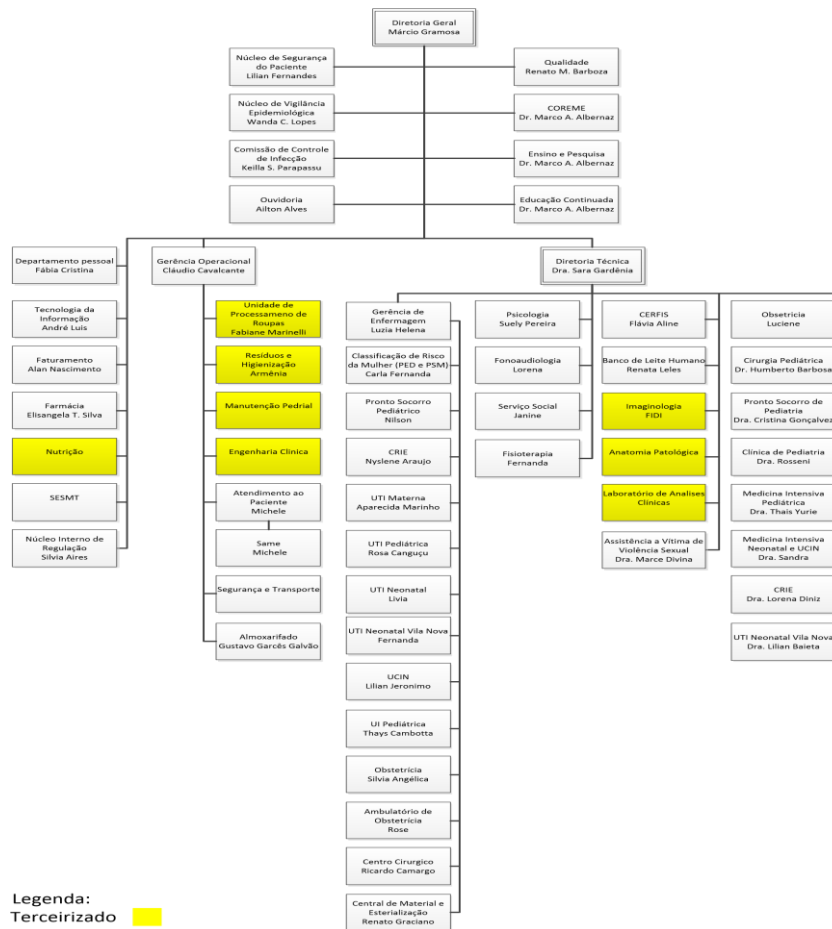 Diretoria Geral
Márcio Gramosa
Núcleo de Segurança
do Paciente
Lilian Fernandes
Qualidade
Renato M. Barboza
Núcleo de Vigilância
Epidemiológica
Wanda C. Lopes
COREME
Dr. Marco A. Albernaz
Comissão de Controle
de Infecção
Keilla S. Parapassu
Ensino e Pesquisa
Dr. Marco A. Albernaz
Ouvidoria
Ailton Alves
Educação Continuada
Dr. Marco A. Albernaz
Departamento pessoal
Fábia Cristina
Tecnologia da
Informação
André Luis
Faturamento
Alan Nascimento
Farmácia
Elisangela T. Silva
Nutrição
SESMT
Núcleo Interno de
Regulação
Silvia Aires
Gerência Operacional
Cláudio Cavalcante
Unidade de
Processameno de
Roupas
Fabiane Marinelli
Resíduos e
Higienização
Armênia
Manutenção Pedrial
Engenharia Clinica
Atendimento ao
Paciente
Michele
Same
Michele
Segurança e Transporte
Almoxarifado
Gustavo Garcês Galvão
Diretoria Técnica
Dra. Sara Gardênia
Gerência de
Enfermagem
Luzia Helena
Classificação de Risco
da Mulher (PED e PSM)
Carla Fernanda
Pronto Socorro
Pediátrico
Nilson
CRIE
Nyslene Araujo
UTI Materna
Aparecida Marinho
UTI Pediátrica
Rosa Canguçu
UTI Neonatal
Livia
UTI Neonatal Vila Nova
Fernanda
UCIN
Lilian Jeronimo
UI Pediátrica
Thays Cambotta
Obstetricia
Silvia Angélica
Ambulatório de
Obstetrícia
Rose
Centro Cirurgico
Ricardo Camargo
Central de Material e
Esterialização
Renato Graciano
Psicologia
Suely Pereira
Fonoaudiologia
Lorena
Serviço Social
Janine
Fisioterapia
Fernanda
CERFIS
Flávia Aline
Banco de Leite Humano
Renata Leles
Imaginologia
FIDI
Anatomia Patológica
Laboratório de Analises
Clínicas
Assistência a Vítima de
Violência Sexual
Dra. Marce Divina
Obsetricia
Luciene
Cirurgia Pediátrica
Dr. Humberto Barbosa
Pronto Socorro de
Pediatria
Dra. Cristina Gonçalvez
Clínica de Pediatria
Dra. Rosseni
Medicina Intensiva
Pediátrica
Dra. Thais Yurie
Medicina Intensiva
Neonatal e UCIN
Dra. Sandra
CRIE
Dra. Lorena Diniz
UTI Neonatal Vila Nova
Dra. Lilian Baieta
Legenda:
Terceirizado